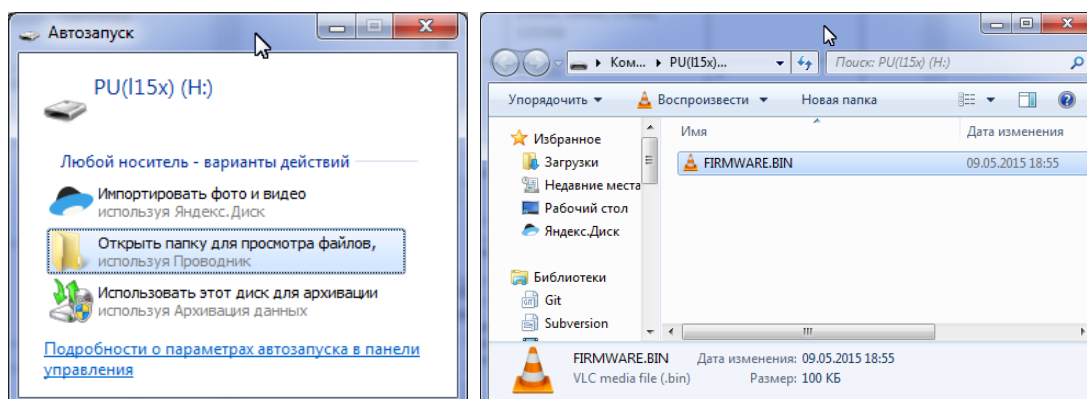 Автозапуск
PU(l15x) (H:)
Любой носитель - варианты действий
Импортировать фото и видео
используя Яндекс.Диск
Открыть папку для просмотра файлов,
используя Проводник
Использовать этот диск для архивации
используя Архивация данных
Подробности о параметрах автозапуска в панели
управления
Ком... PU(l15x)... Поиск: PU(l15x) (H:)
Упорядочить Воспроизвести Новая папка
Избранное
Загрузки
Недавние места
Рабочий стол
Яндекс.Диск
Библиотеки
Git
Subversion
Имя Дата изменения
FIRMWARE.BIN 09.05.2015 18:55
FIRMWARE.BIN Дата изменения: 09.05.2015 18:55
VLC media file (.bin) Размер: 100 КБ